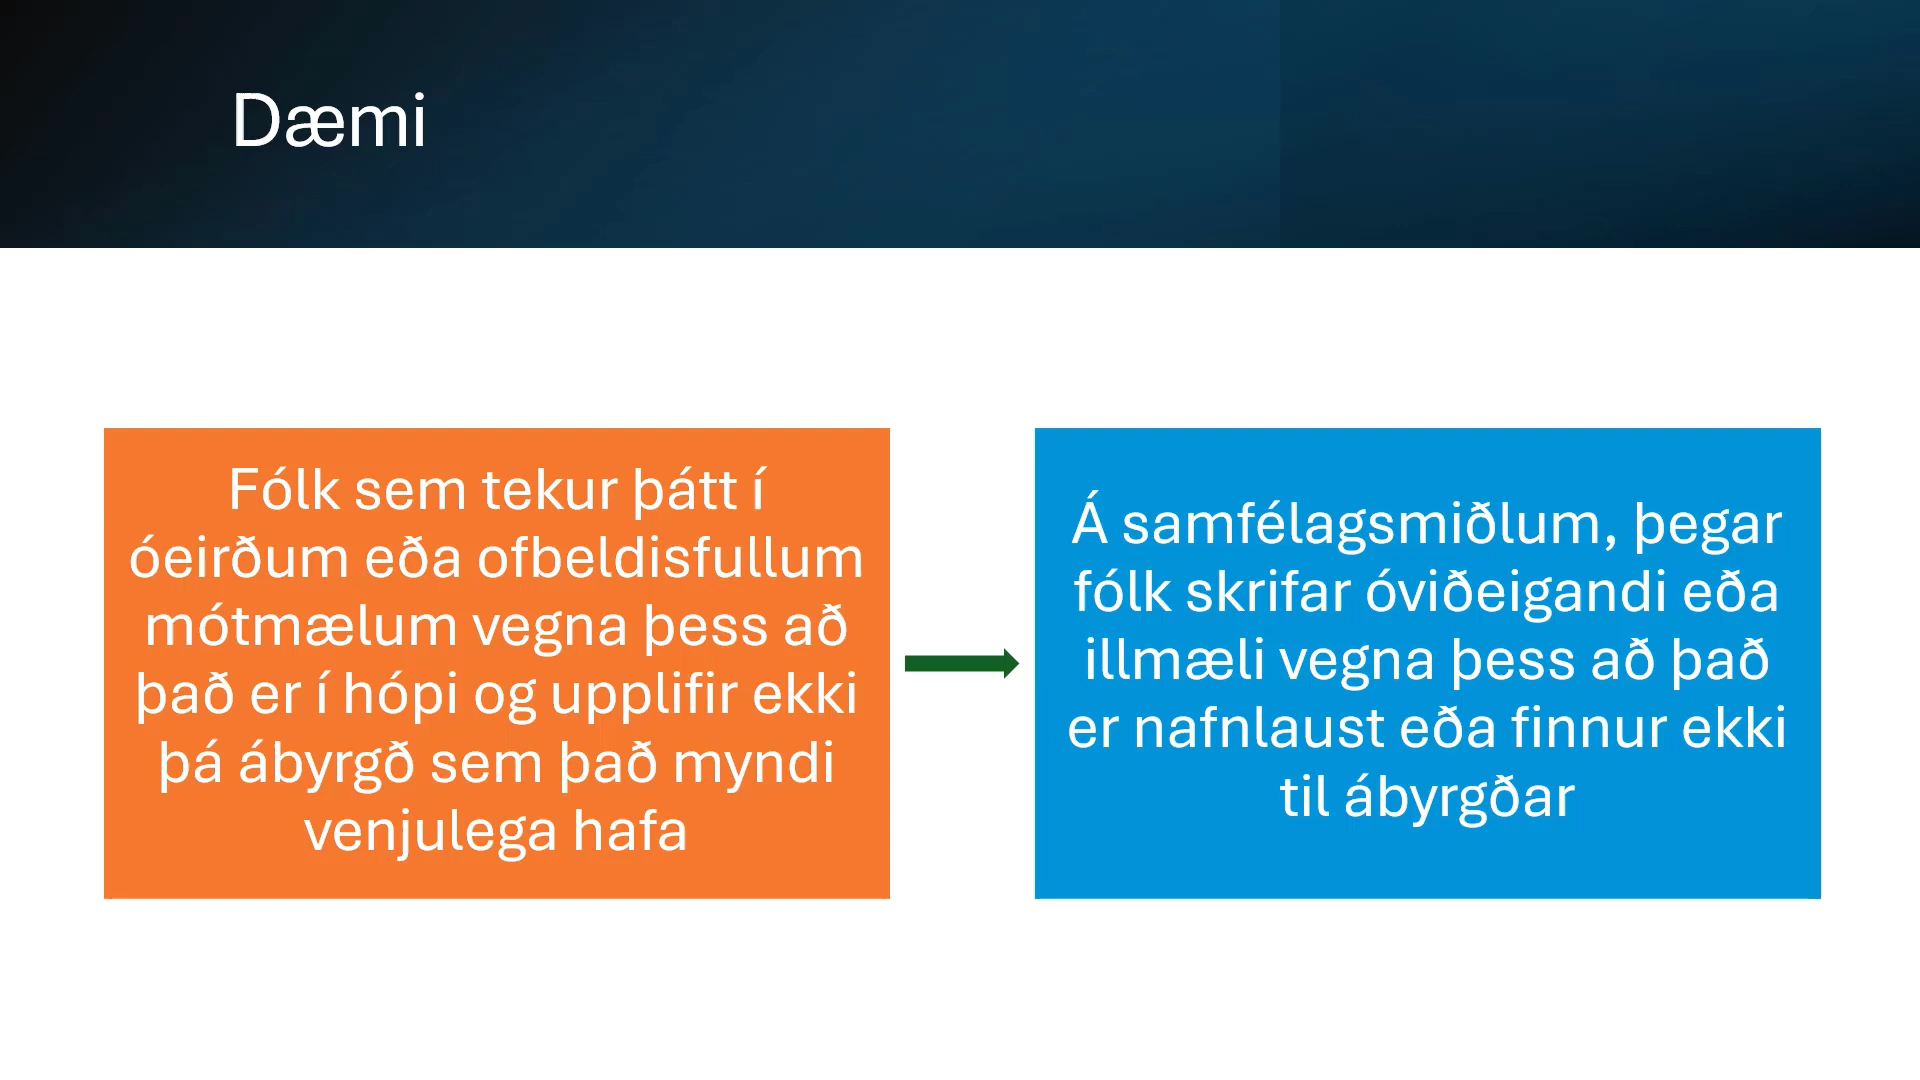 Dæmi
Fólk sem tekur þátt í
óeirðum eða ofbeldisfullum
mótmælum vegna þess að
það er í hópi og upplifir ekki
þá ábyrgð sem það myndi
venjulega hafa
Á samfélagsmiðlum, þegar
fólk skrifar óviðeigandi eða
illmæli vegna þess að það
er nafnlaust eða finnur ekki
til ábyrgðar